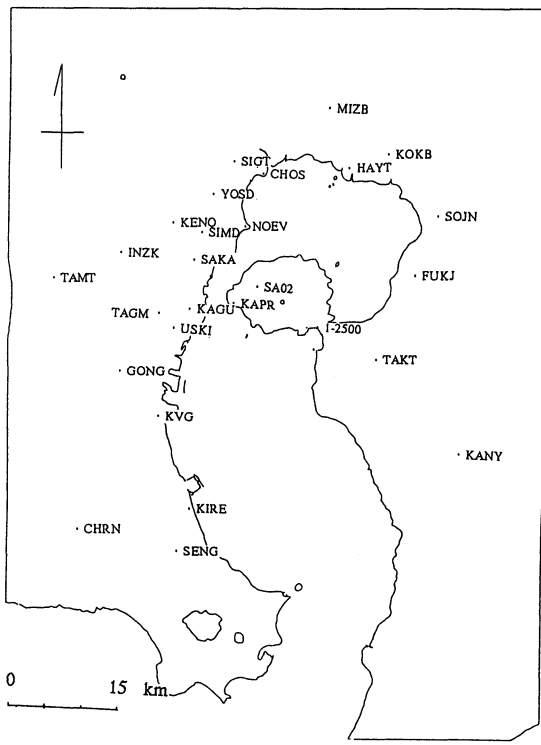 MIZB
KOKB
SIGT
CHOS
HAYT
YOSD
KENO
SIMD
NOEV
SOJN
INZK
SAKA
TAMT
FUKJ
SA02
KAGU
KAPR
TAGM
USKI
1-2500
TAKT
GONG
KVG
KANY
KIRE
CHRN
SENG
0 15 km